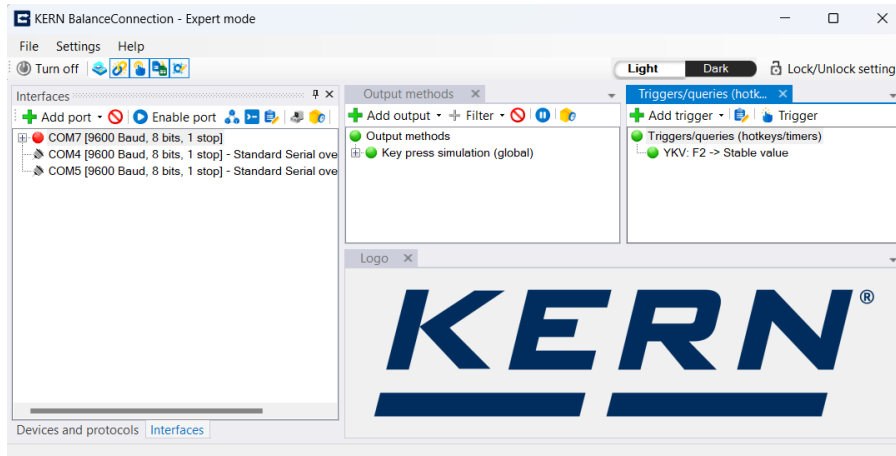 KERN BalanceConnection - Expert mode
File Settings Help
Turn off
Light Dark Lock/Unlock setting
Interfaces
Add port Enable port
COM7 [9600 Baud, 8 bits, 1 stop]
COM4 [9600 Baud, 8 bits, 1 stop] - Standard Serial ove
COM5 [9600 Baud, 8 bits, 1 stop] - Standard Serial ove
Devices and protocols Interfaces
Output methods
Add output Filter
Output methods
Key press simulation (global)
Triggers/queries (hotk...
Add trigger Trigger
Triggers/queries (hotkeys/timers)
YKV: F2 -> Stable value
Logo
KERN®